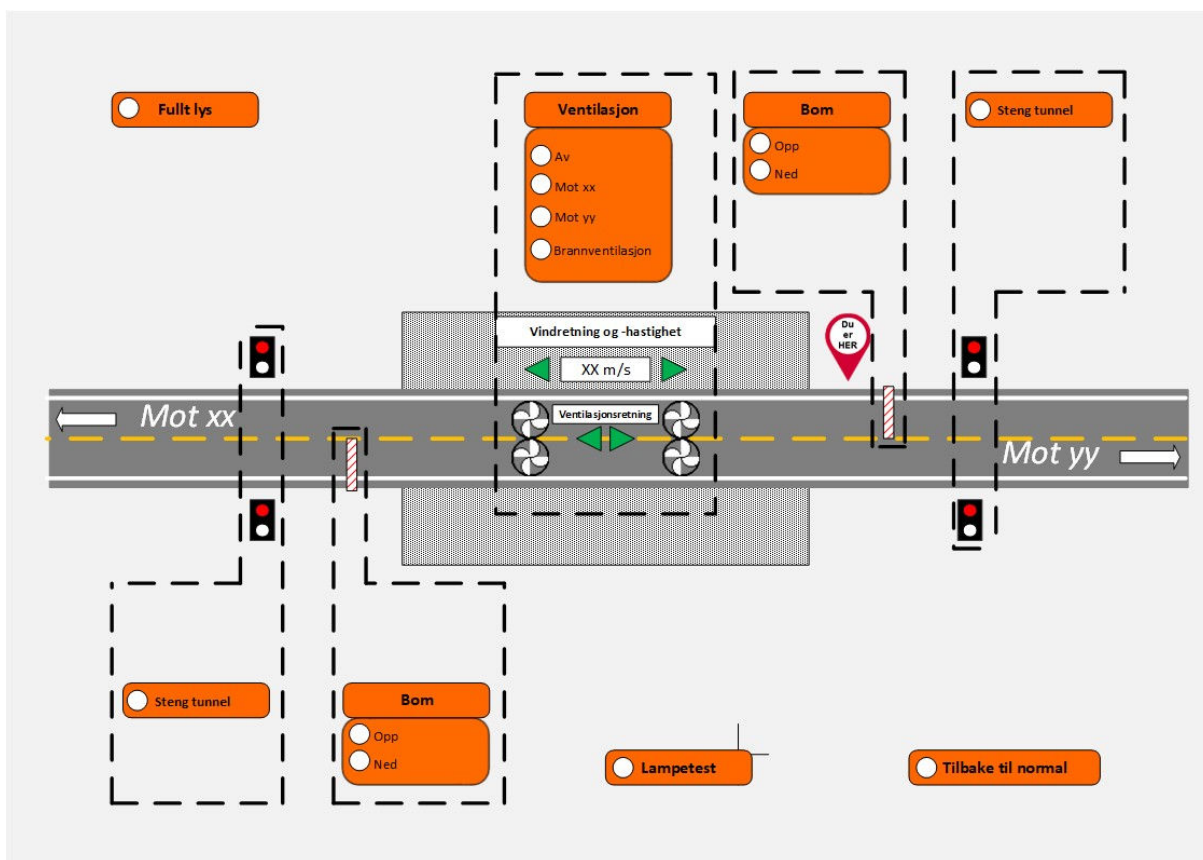 Fullt lys
Ventilasjon
Av
Mot xx
Mot yy
Brannventilasjon
Bom
Opp
Ned
Steng tunnel
Vindretning og -hastighet
XX m/s
Du
er
HER
Mot xx
Ventilasjonsretning
Mot yy
Steng tunnel
Bom
Opp
Ned
Lampetest
Tilbake til normal